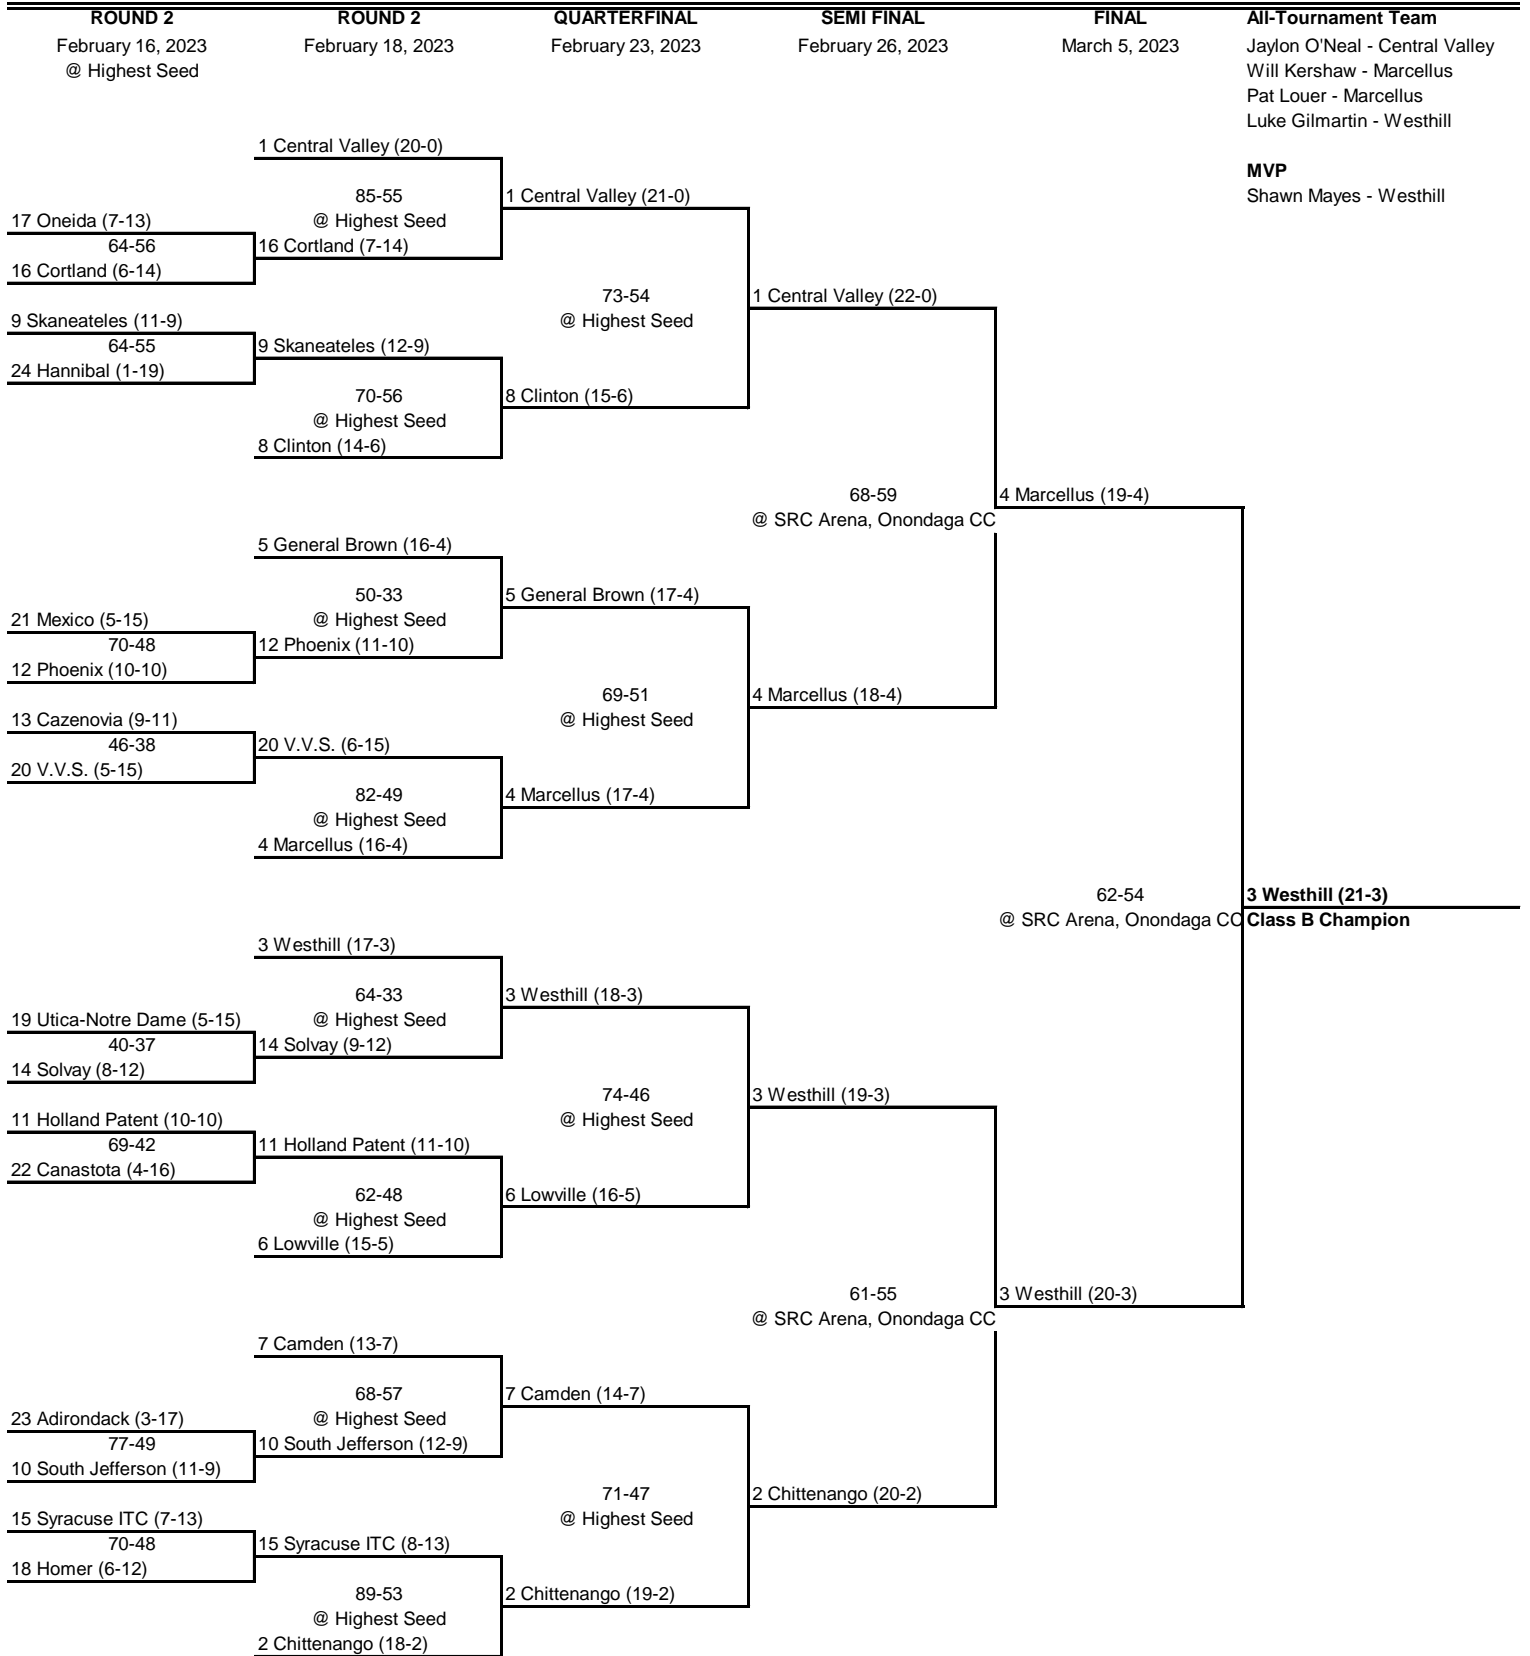 ROUND 2 ROUND 2 QUARTERFINAL SEMI FINAL FINAL All-Tournament Team
February 16, 2023 February 18, 2023 February 23, 2023 February 26, 2023 March 5, 2023 Jaylon O'Neal - Central Valley
@ Highest Seed Will Kershaw - Marcellus
Pat Louer - Marcellus
Luke Gilmartin - Westhill
1 Central Valley (20-0)
MVP
85-55 1 Central Valley (21-0) Shawn Mayes - Westhill
17 Oneida (7-13) @ Highest Seed
64-56 16 Cortland (7-14)
16 Cortland (6-14)
73-54 1 Central Valley (22-0)
9 Skaneateles (11-9) @ Highest Seed
64-55 9 Skaneateles (12-9)
24 Hannibal (1-19)
70-56 8 Clinton (15-6)
@ Highest Seed
8 Clinton (14-6)
68-59 4 Marcellus (19-4)
@ SRC Arena, Onondaga CC
5 General Brown (16-4)
50-33 5 General Brown (17-4)
21 Mexico (5-15) @ Highest Seed
70-48 12 Phoenix (11-10)
12 Phoenix (10-10)
69-51 4 Marcellus (18-4)
13 Cazenovia (9-11) @ Highest Seed
46-38 20 V.V.S. (6-15)
20 V.V.S. (5-15)
82-49 4 Marcellus (17-4)
@ Highest Seed
4 Marcellus (16-4)
62-54 3 Westhill (21-3)
@ SRC Arena, Onondaga CC Class B Champion
3 Westhill (17-3)
64-33 3 Westhill (18-3)
19 Utica-Notre Dame (5-15) @ Highest Seed
40-37 14 Solvay (9-12)
14 Solvay (8-12)
74-46 3 Westhill (19-3)
11 Holland Patent (10-10) @ Highest Seed
69-42 11 Holland Patent (11-10)
22 Canastota (4-16)
62-48 6 Lowville (16-5)
@ Highest Seed
6 Lowville (15-5)
61-55 3 Westhill (20-3)
@ SRC Arena, Onondaga CC
7 Camden (13-7)
68-57 7 Camden (14-7)
23 Adirondack (3-17) @ Highest Seed
77-49 10 South Jefferson (12-9)
10 South Jefferson (11-9)
71-47 2 Chittenango (20-2)
15 Syracuse ITC (7-13) @ Highest Seed
70-48 15 Syracuse ITC (8-13)
18 Homer (6-12)
89-53 2 Chittenango (19-2)
@ Highest Seed
2 Chittenango (18-2)